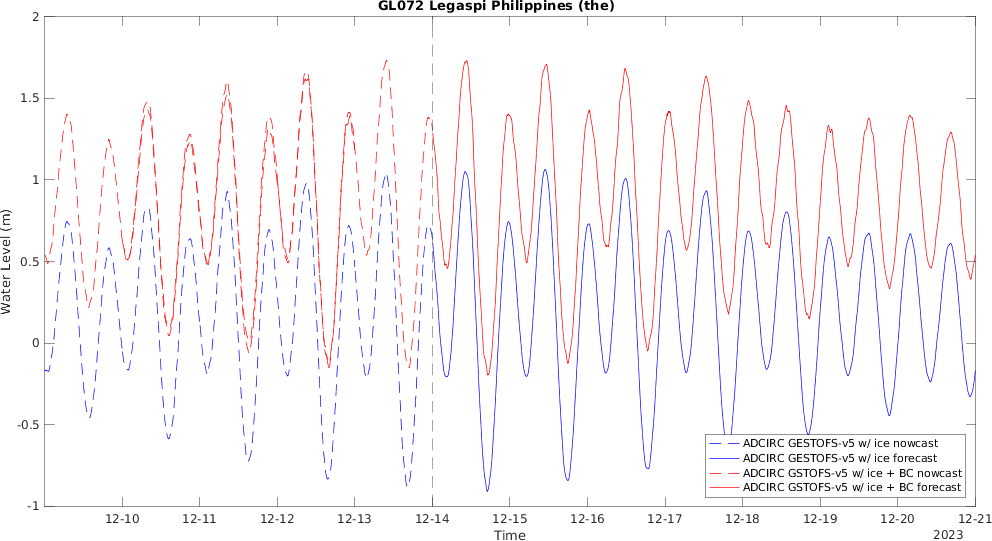 GL072 Legaspi Philippines (the)
2
1.5
1
0.5
0
-0.5
-1
Water Level (m)
ADCIRC GESTOFS-v5 w/ ice nowcast
ADCIRC GESTOFS-v5 w/ ice forecast
ADCIRC GSTOFS-v5 w/ ice + BC nowcast
ADCIRC GSTOFS-v5 w/ ice + BC forecast
12-10 12-11 12-12 12-13 12-14 12-15 12-16 12-17 12-18 12-19 12-20 12-21
Time
2023